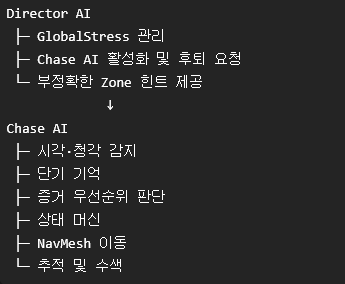 Director AI
├─ GlobalStress 관리
├─ Chase AI 활성화 및 후퇴 요청
└─ 부정확한 Zone 힌트 제공
↓
Chase AI
├─ 시각·청각 감지
├─ 단기 기억
├─ 증거 우선순위 판단
├─ 상태 머신
├─ NavMesh 이동
└─ 추적 및 수색